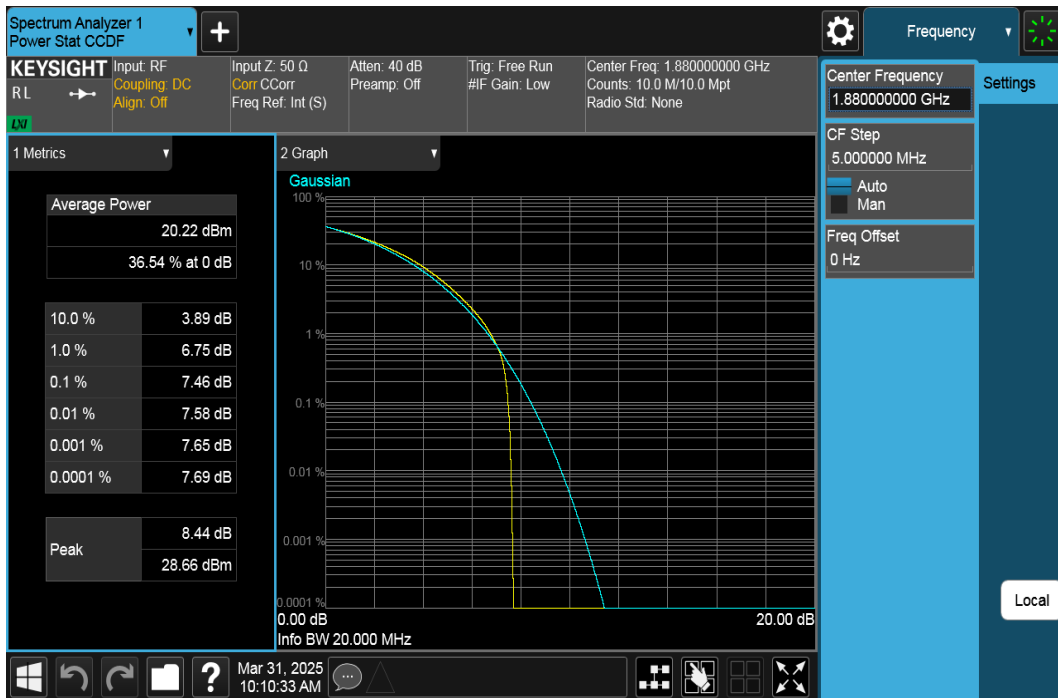 Spectrum Analyzer 1
Power Stat CCDF
Frequency
KEYSIGHT
RL
LXI
Input: RF
Coupling: DC
Align: Off
Input Z: 50 Ω
Corr CCorr
Freq Ref: Int (S)
Atten: 40 dB
Preamp: Off
Trig: Free Run
#IF Gain: Low
Center Freq: 1.880000000 GHz
Counts: 10.0 M/10.0 Mpt
Radio Std: None
Center Frequency
1.880000000 GHz
Settings
CF Step
5.000000 MHz
Auto
Man
Freq Offset
0 Hz
Local
1 Metrics
Average Power
20.22 dBm
36.54 % at 0 dB
10.0 % 3.89 dB
1.0 % 6.75 dB
0.1 % 7.46 dB
0.01 % 7.58 dB
0.001 % 7.65 dB
0.0001 % 7.69 dB
Peak
8.44 dB
28.66 dBm
2 Graph
Gaussian
100 %
10 %
1 %
0.1 %
0.01 %
0.001 %
0.0001 %
0.00 dB 20.00 dB
Info BW 20.000 MHz
?
Mar 31, 2025
10:10:33 AM